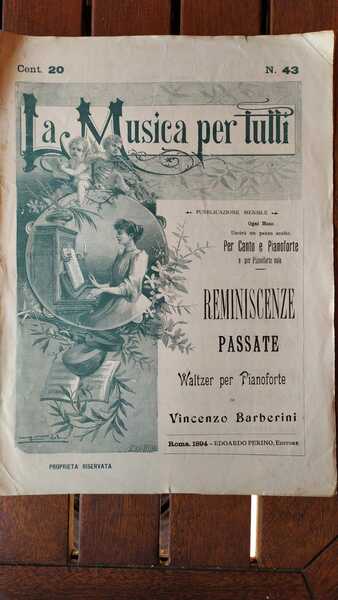 Cent. 20
N. 43
La Musica per tutti
PUBBLICAZIONE MENSILE
Ogni Mese
Uscirà un pezzo scelto
Per Canto e Pianoforte
e per Pianoforte solo
REMINISCENZE
PASSATE
Waltzer per Pianoforte
DI
Vincenzo Barberini
Roma. 1894 - EDOARDO PERINO, EDITORE
PROPRIETÀ RISERVATA